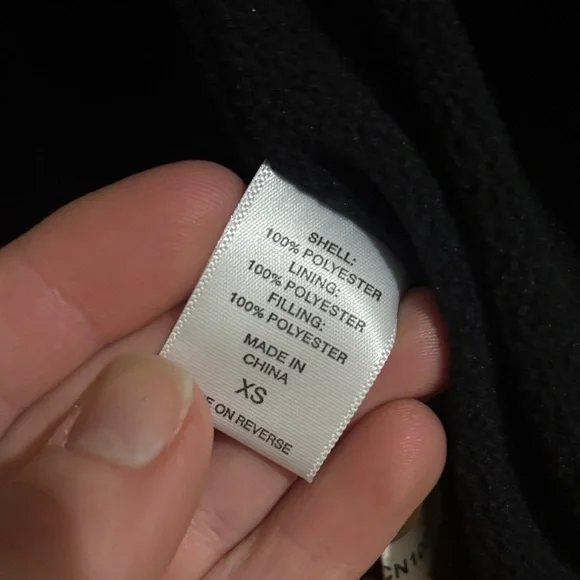 SHELL:
100% POLYESTER
LINING:
100% POLYESTER
FILLING:
100% POLYESTER
MADE IN
CHINA
XS
ON REVERSE